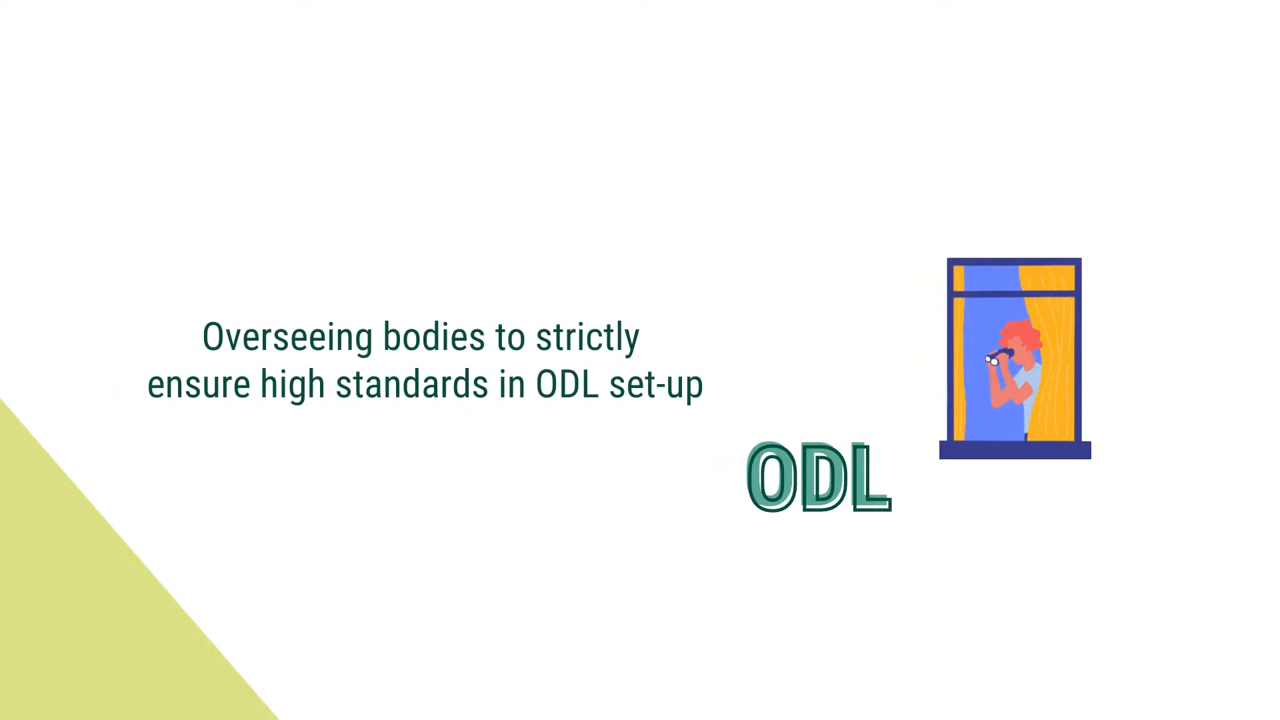 Overseeing bodies to strictly
ensure high standards in ODL set-up
ODL